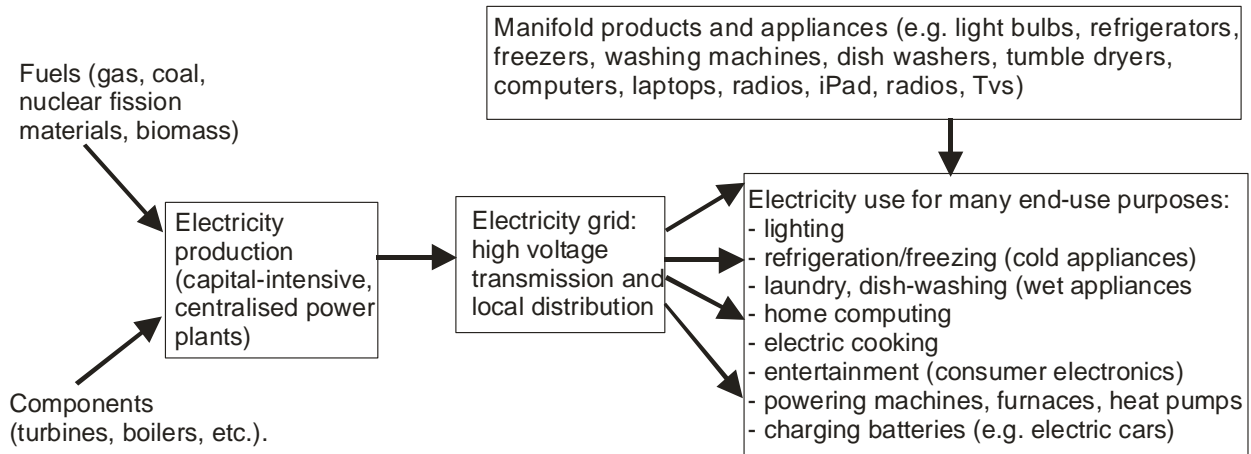 Manifold products and appliances (e.g. light bulbs, refrigerators,
freezers, washing machines, dish washers, tumble dryers,
computers, laptops, radios, iPad, radios, Tvs)
Fuels (gas, coal,
nuclear fission
materials, biomass)
Electricity
production
(capital-intensive,
centralised power
plants)
Components
(turbines, boilers, etc.).
Electricity grid:
high voltage
transmission and
local distribution
Electricity use for many end-use purposes:
- lighting
- refrigeration/freezing (cold appliances)
- laundry, dish-washing (wet appliances
- home computing
- electric cooking
- entertainment (consumer electronics)
- powering machines, furnaces, heat pumps
- charging batteries (e.g. electric cars)